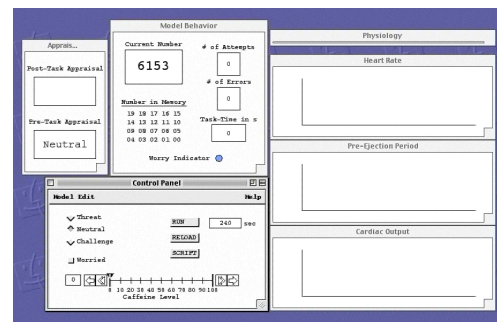 Apprais...
Post-Task Appraisal
Pre-Task Appraisal
Neutral
Model Behavior
Current Number
6153
# of Attempts
0
# of Errors
0
Task-Time in s
0
Number in Memory
19 18 17 16 15
14 13 12 11 10
09 08 07 06 05
04 03 02 01 00
Worry Indicator
Physiology
Heart Rate
Pre-Ejection Period
Cardiac Output
Control Panel
Model Edit Help
Threat
Neutral
Challenge
Worried
RUN 240 sec
RELOAD
SCRIPT
0
0 10 20 30 40 50 60 70 80 90 100
Caffeine Level